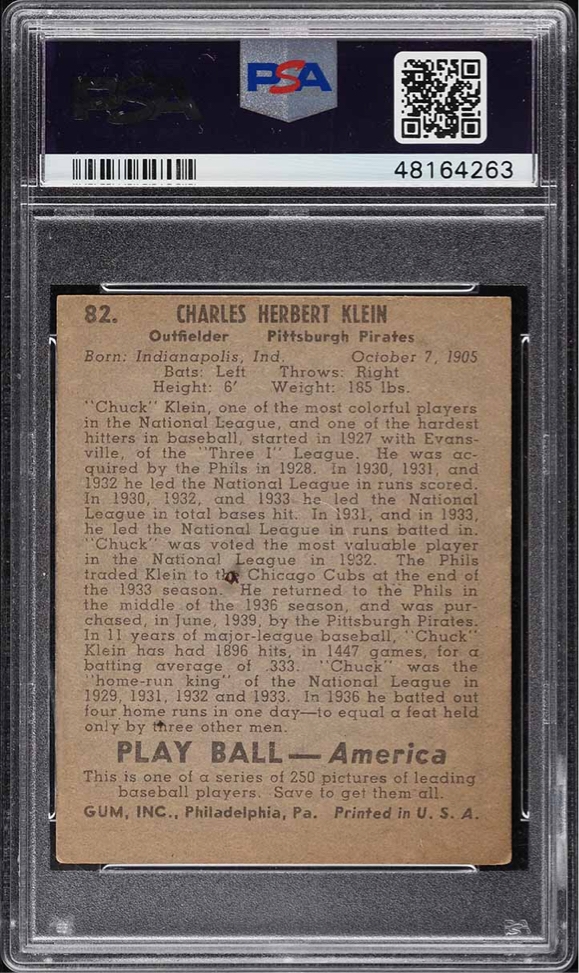 PSA
PSA
48164263
82. CHARLES HERBERT KLEIN
Outfielder Pittsburgh Pirates
Born: Indianapolis, Ind. October 7, 1905
Bats: Left Throws: Right
Height: 6' Weight: 185 lbs.
"Chuck" Klein, one of the most colorful players
in the National League, and one of the hardest
hitters in baseball, started in 1927 with Evans-
ville, of the "Three I" League. He was ac-
quired by the Phils in 1928. In 1930, 1931, and
1932 he led the National League in runs scored.
In 1930, 1932, and 1933 he led the National
League in total bases hit. In 1931, and in 1933,
he led the National League in runs batted in.
"Chuck" was voted the most valuable player
in the National League in 1932. The Phils
traded Klein to the Chicago Cubs at the end of
the 1933 season. He returned to the Phils in
the middle of the 1936 season, and was pur-
chased, in June, 1939, by the Pittsburgh Pirates.
In 11 years of major-league baseball, "Chuck"
Klein has had 1896 hits, in 1447 games, for a
batting average of .333. "Chuck" was the
"home-run king" of the National League in
1929, 1931, 1932 and 1933. In 1936 he batted out
four home runs in one day—to equal a feat held
only by three other men.
PLAY BALL — America
This is one of a series of 250 pictures of leading
baseball players. Save to get them all.
GUM, INC., Philadelphia, Pa. Printed in U. S. A.